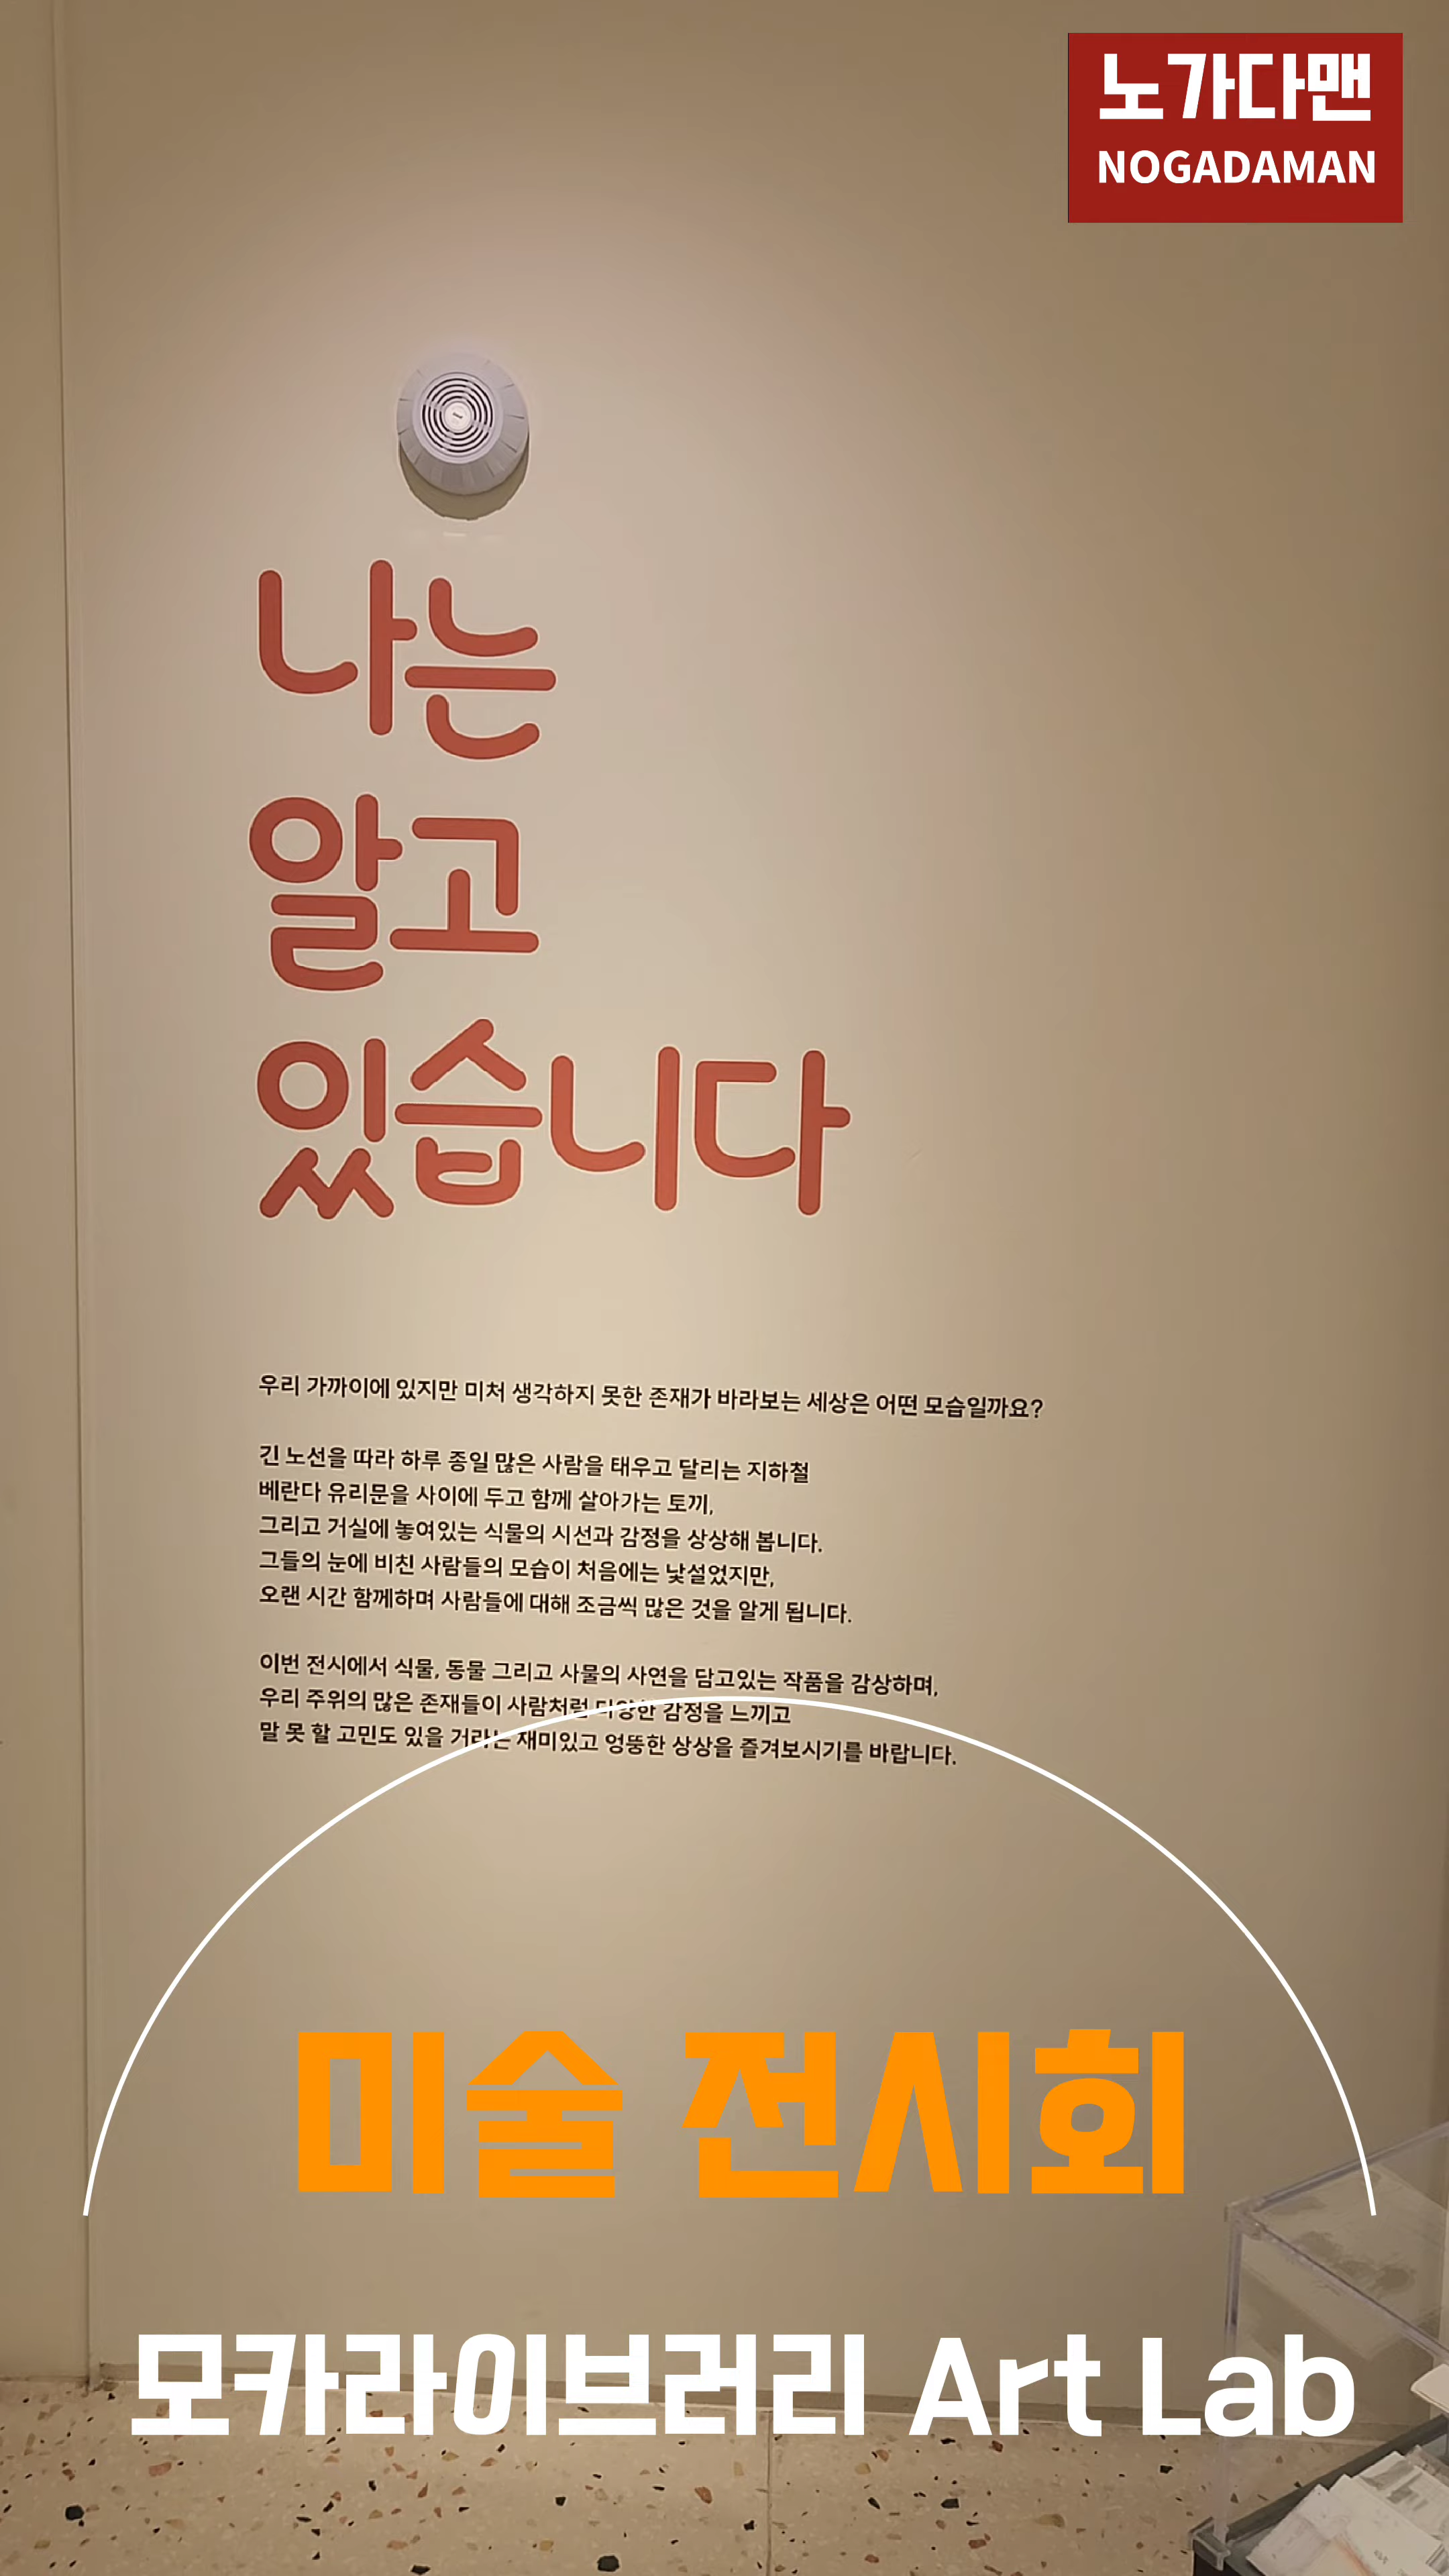 노가다맨
NOGADAMAN
나는
알고
있습니다
우리 가까이에 있지만 미처 생각하지 못한 존재가 바라보는 세상은 어떤 모습일까요?
긴 노선을 따라 하루 종일 많은 사람을 태우고 달리는 지하철
베란다 유리문을 사이에 두고 함께 살아가는 토끼,
그리고 거실에 놓여있는 식물의 시선과 감정을 상상해 봅니다.
그들의 눈에 비친 사람들의 모습이 처음에는 낯설었지만,
오랜 시간 함께하며 사람들에 대해 조금씩 많은 것을 알게 됩니다.
이번 전시에서 식물, 동물 그리고 사물의 사연을 담고있는 작품을 감상하며,
우리 주위의 많은 존재들이 사람처럼 다양한 감정을 느끼고
말 못 할 고민도 있을 거라는 재미있고 엉뚱한 상상을 즐겨보시기를 바랍니다.
미술 전시회
모카라이브러리 Art Lab